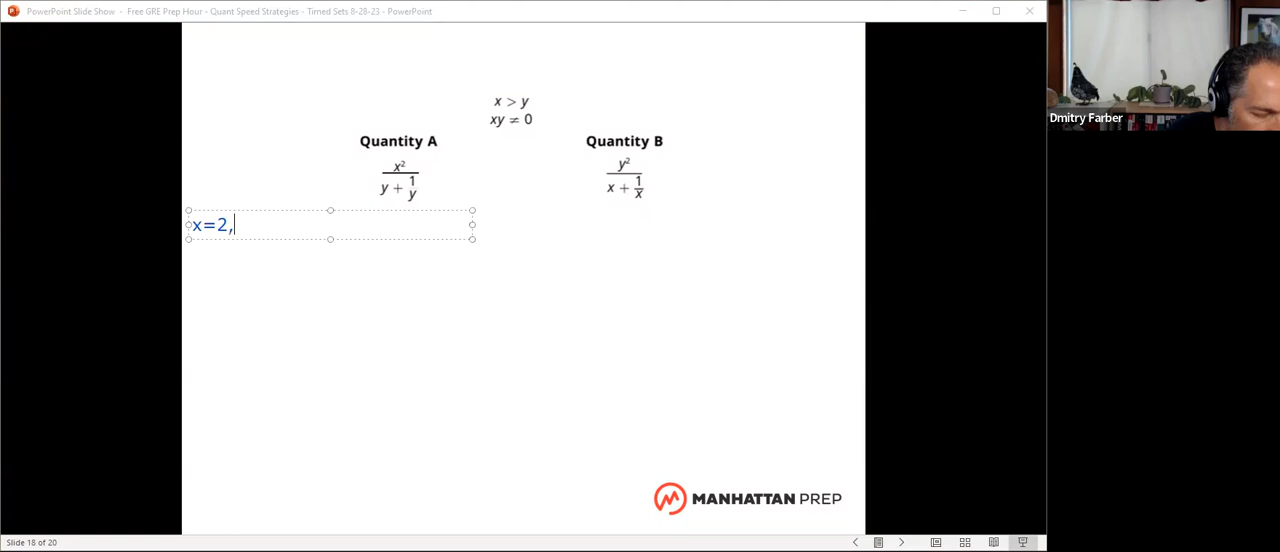 PowerPoint Slide Show - Free GRE Prep Hour - Quant Speed Strategies - Timed Sets 8-28-23 - PowerPoint
Dmitry Farber
x > y
xy ≠ 0
Quantity A
Quantity B
x²
y + 1/y
y²
x + 1/x
x=2,
MANHATTAN PREP
Slide 18 of 20